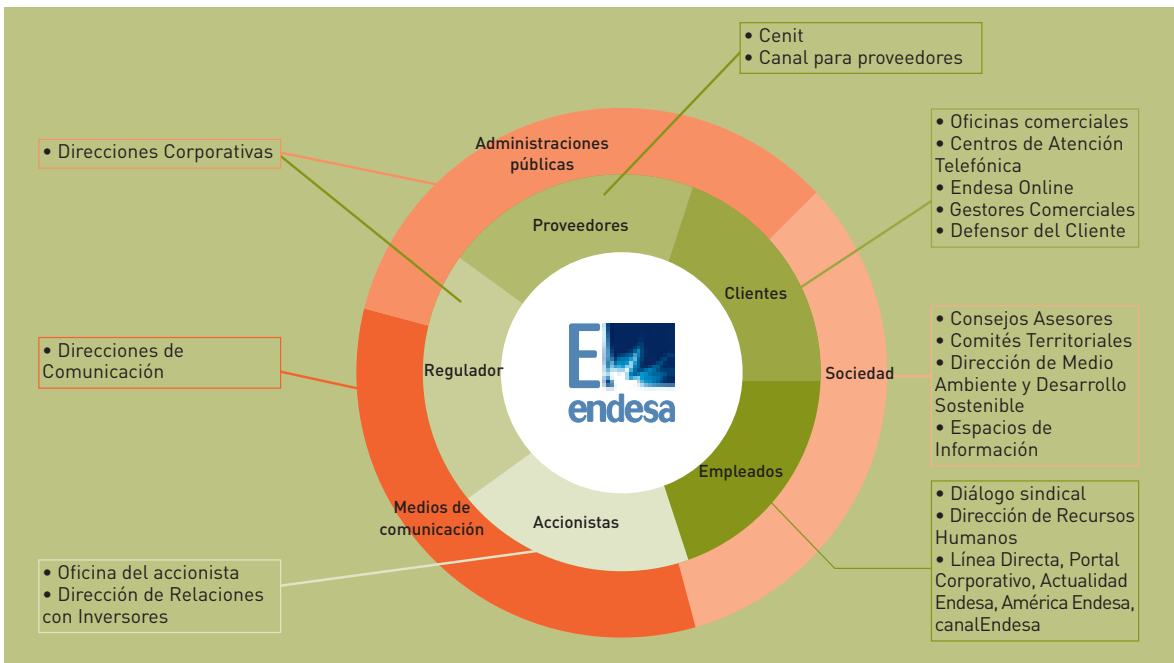 • Cenit
• Canal para proveedores
• Direcciones Corporativas
• Oficinas comerciales
• Centros de Atención
Telefónica
• Endesa Online
• Gestores Comerciales
• Defensor del Cliente
Administraciones
públicas
Proveedores
Clientes
Regulador
Sociedad
Empleados
Accionistas
Medios de
comunicación
E
endesa
• Direcciones de
Comunicación
• Consejos Asesores
• Comités Territoriales
• Dirección de Medio
Ambiente y Desarrollo
Sostenible
• Espacios de
Información
• Diálogo sindical
• Dirección de Recursos
Humanos
• Línea Directa, Portal
Corporativo, Actualidad
Endesa, América Endesa,
canalEndesa
• Oficina del accionista
• Dirección de Relaciones
con Inversores